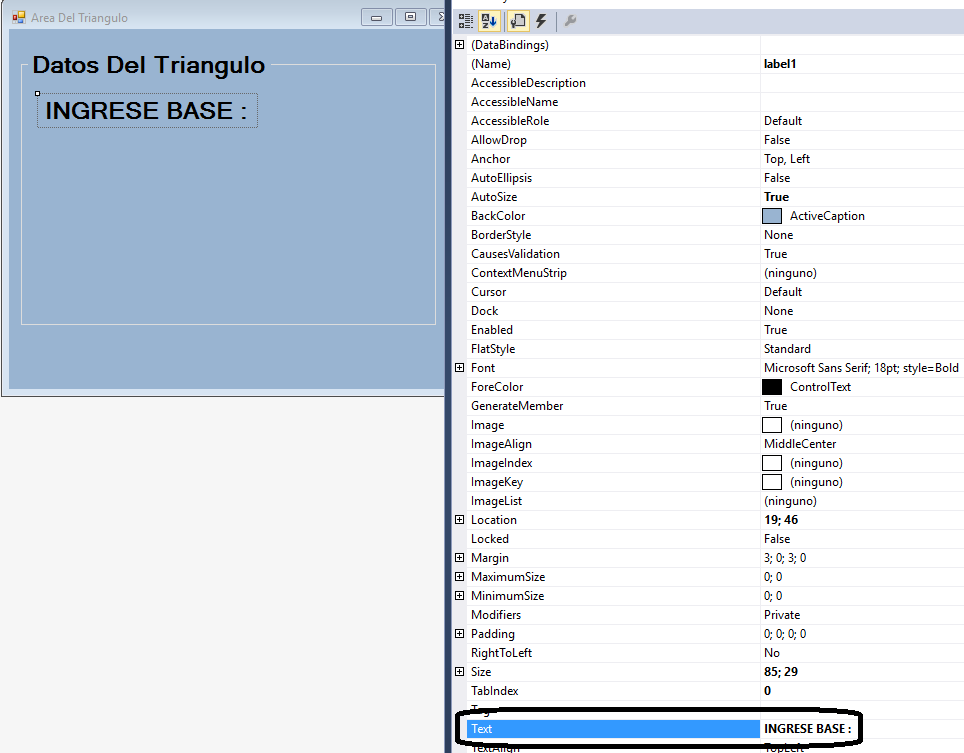 Area Del Triangulo
Datos Del Triangulo
INGRESE BASE :
(DataBindings)
(Name) label1
AccessibleDescription
AccessibleName
AccessibleRole Default
AllowDrop False
Anchor Top, Left
AutoEllipsis False
AutoSize True
BackColor ActiveCaption
BorderStyle None
CausesValidation True
ContextMenuStrip (ninguno)
Cursor Default
Dock None
Enabled True
FlatStyle Standard
Font Microsoft Sans Serif; 18pt; style=Bold
ForeColor ControlText
GenerateMember True
Image (ninguno)
ImageAlign MiddleCenter
ImageIndex (ninguno)
ImageKey (ninguno)
ImageList (ninguno)
Location 19; 46
Locked False
Margin 3; 0; 3; 0
MaximumSize 0; 0
MinimumSize 0; 0
Modifiers Private
Padding 0; 0; 0; 0
RightToLeft No
Size 85; 29
TabIndex 0
Tag
Text INGRESE BASE :
TextAlign TopLeft